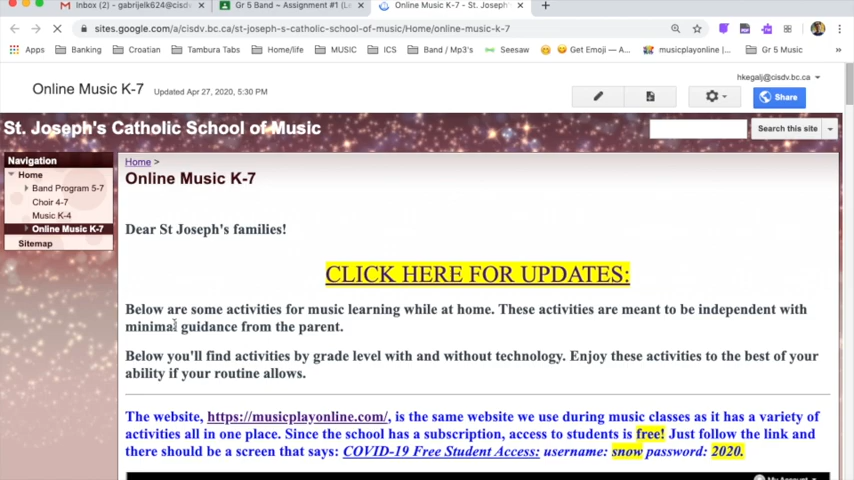 Inbox (2) - gabrijelk624@cisdv
Gr 5 Band ~ Assignment #1 (
Online Music K-7 - St. Joseph'
sites.google.com/a/cisdv.bc.ca/st-joseph-s-catholic-school-of-music/Home/online-music-k-7
Apps Banking Croatian Tambura Tabs Home/life MUSIC ICS Band / Mp3's Seesaw Get Emoji — A... musicplayonline |... Gr 5 Music
hkegalj@cisdv.bc.ca
Online Music K-7 Updated Apr 27, 2020, 5:30 PM
Share
St. Joseph's Catholic School of Music
Search this site
Navigation
Home
Band Program 5-7
Choir 4-7
Music K-4
Online Music K-7
Sitemap
Home >
Online Music K-7
Dear St Joseph's families!
CLICK HERE FOR UPDATES:
Below are some activities for music learning while at home. These activities are meant to be independent with
minimal guidance from the parent.
Below you'll find activities by grade level with and without technology. Enjoy these activities to the best of your
ability if your routine allows.
The website, https://musicplayonline.com/, is the same website we use during music classes as it has a variety of
activities all in one place. Since the school has a subscription, access to students is free! Just follow the link and
there should be a screen that says: COVID-19 Free Student Access: username: snow password: 2020.
My Account